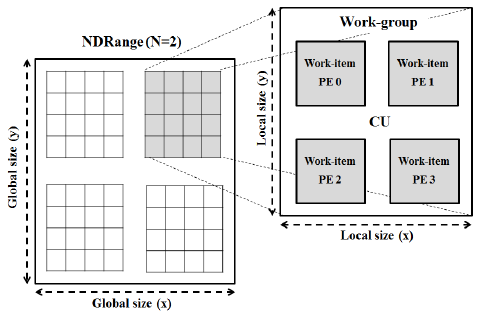 NDRange (N=2)
Global size (y)
Global size (x)
Work-group
Local size (y)
Work-item
PE 0
Work-item
PE 1
CU
Work-item
PE 2
Work-item
PE 3
Local size (x)